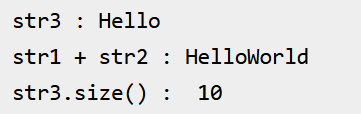 str3 : Hello
str1 + str2 : HelloWorld
str3.size() :  10